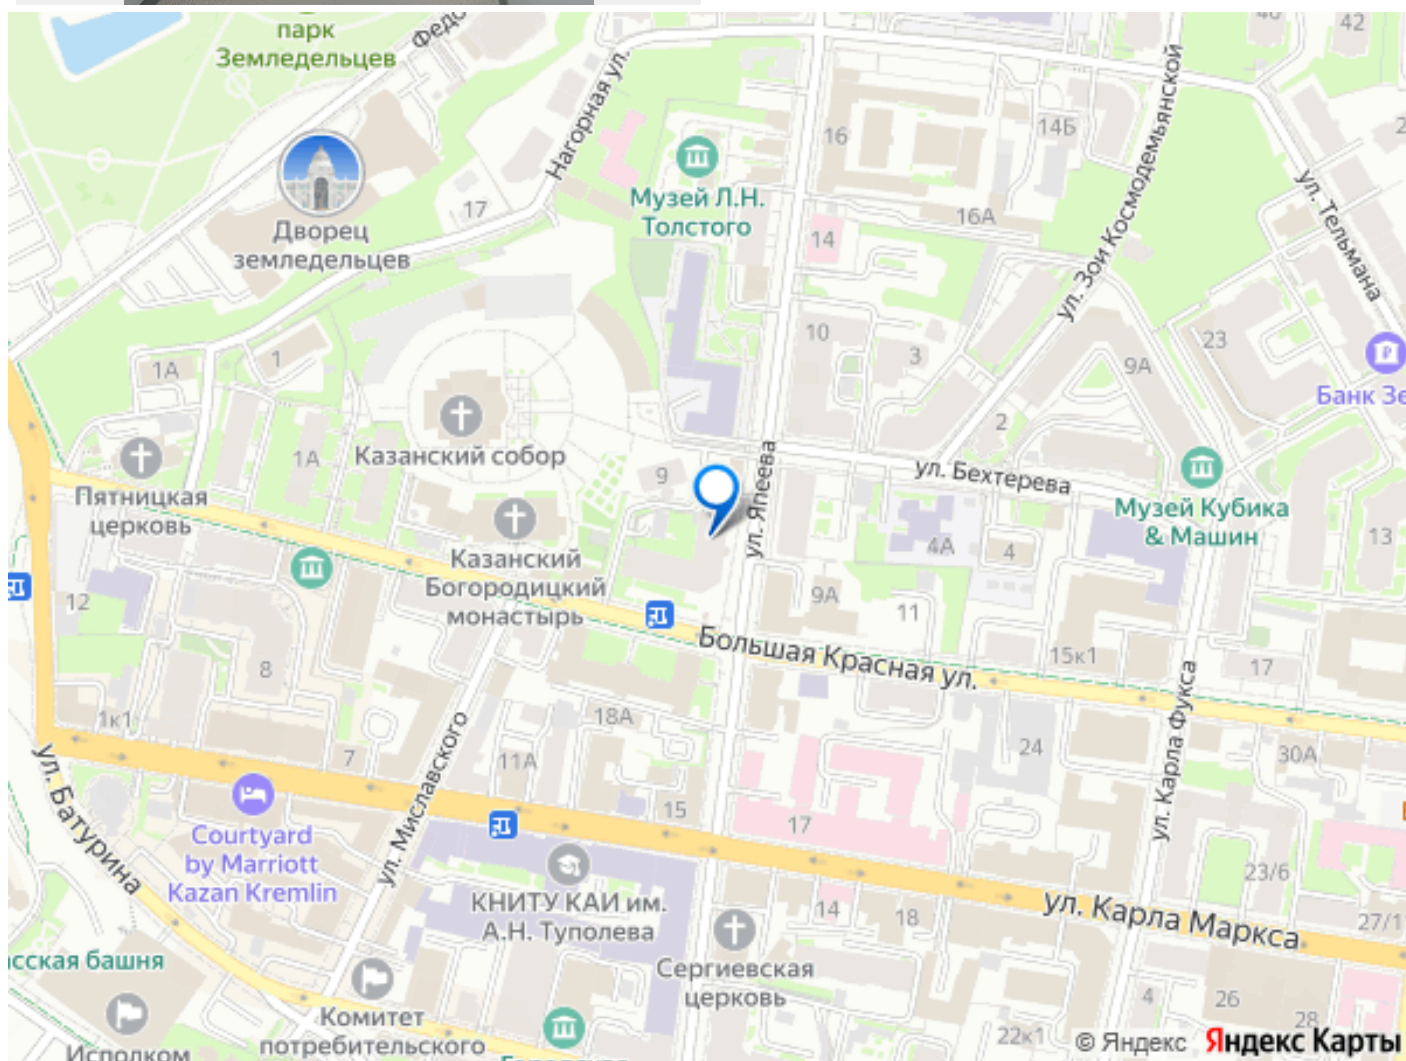 парк
Земледельцев
Федо
42
Нагорная ул.
16
14Б
ул. Зои Космодемьянской
Музей Л.Н.
Толстого
17
16А
14
ул. Тельмана
Дворец
земледельцев
10
3
23
9А
1
1А
Банк Зе
2
Казанский собор
1А
9
ул. Япеева
ул. Бехтерева
Пятницкая
церковь
Музей Кубика
& Машин
Казанский
Богородицкий
монастырь
4А
4
13
12
9А
11
Большая Красная ул.
15к1
17
8
1к1
18А
ул. Карла Фукса
7
11А
24
30А
ул. Батурина
ул. Миславского
15
17
Courtyard
by Marriott
Kazan Kremlin
23/6
КНИТУ КАИ им.
А.Н. Туполева
14
18
ул. Карла Маркса
27/1
сская башня
Сергиевская
церковь
4
26
28
Комитет
потребительского
22к1
Исполком
© Яндекс Яндекс Карты